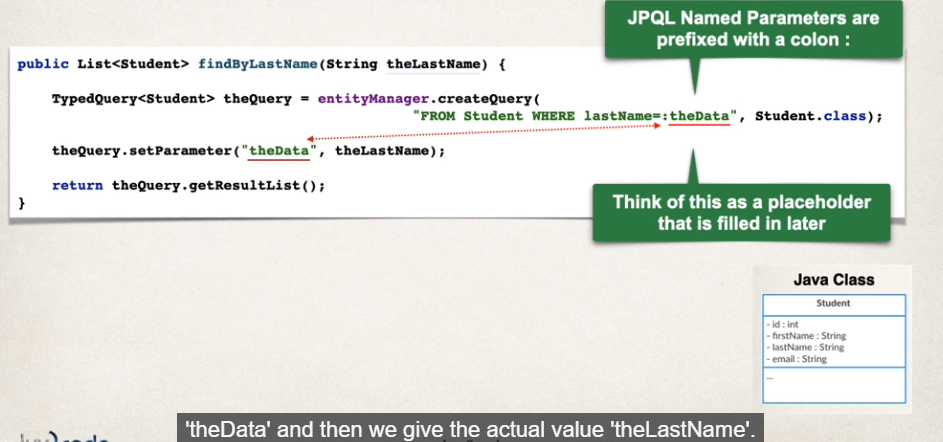 JPQL Named Parameters are
prefixed with a colon :
public List<Student> findByLastName(String theLastName) {
TypedQuery<Student> theQuery = entityManager.createQuery(
"FROM Student WHERE lastName=:theData", Student.class);
theQuery.setParameter("theData", theLastName);
return theQuery.getResultList();
}
Think of this as a placeholder
that is filled in later
Java Class
Student
- id : int
- firstName : String
- lastName : String
- email : String
...
'theData' and then we give the actual value 'theLastName'.